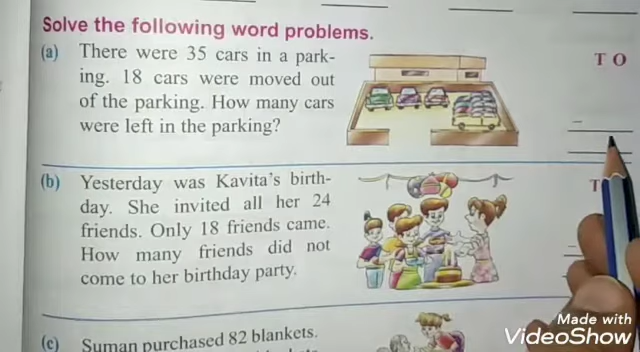 Solve the following word problems.
(a) There were 35 cars in a park-
ing. 18 cars were moved out
of the parking. How many cars
were left in the parking?
T O
–
(b) Yesterday was Kavita's birth-
day. She invited all her 24
friends. Only 18 friends came.
How many friends did not
come to her birthday party.
T
–
(c) Suman purchased 82 blankets.
Made with
VideoShow